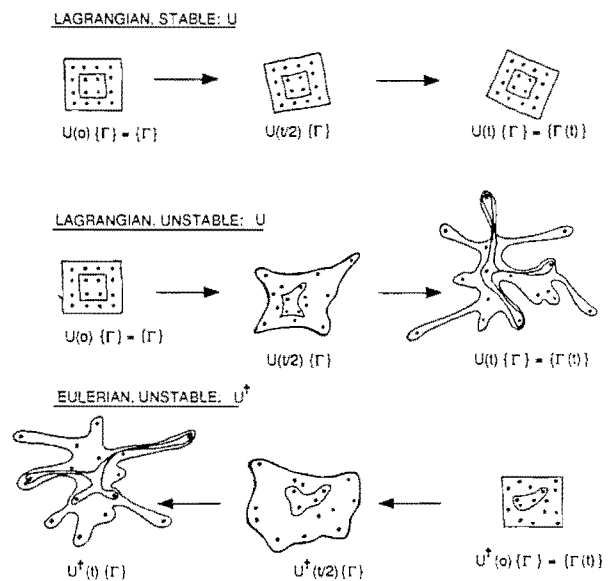 LAGRANGIAN, STABLE: U
U(o) {Γ} = {Γ}
U(t/2) {Γ}
U(t) {Γ} = {Γ(t)}
LAGRANGIAN, UNSTABLE: U
U(o) {Γ} = {Γ}
U(t/2) {Γ}
U(t) {Γ} = {Γ(t)}
EULERIAN, UNSTABLE: U†
U†(t) {Γ}
U†(t/2) {Γ}
U†(o) {Γ} = {Γ(t)}